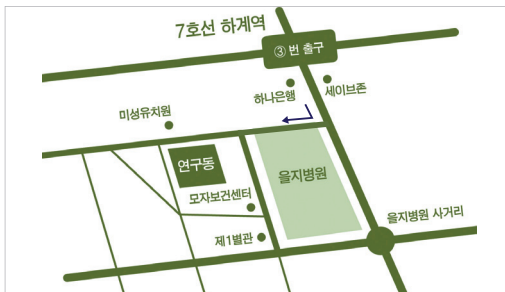 7호선 하계역
③ 번 출구
하나은행
세이브존
미성유치원
연구동
을지병원
모자보건센터
을지병원 사거리
제1별관